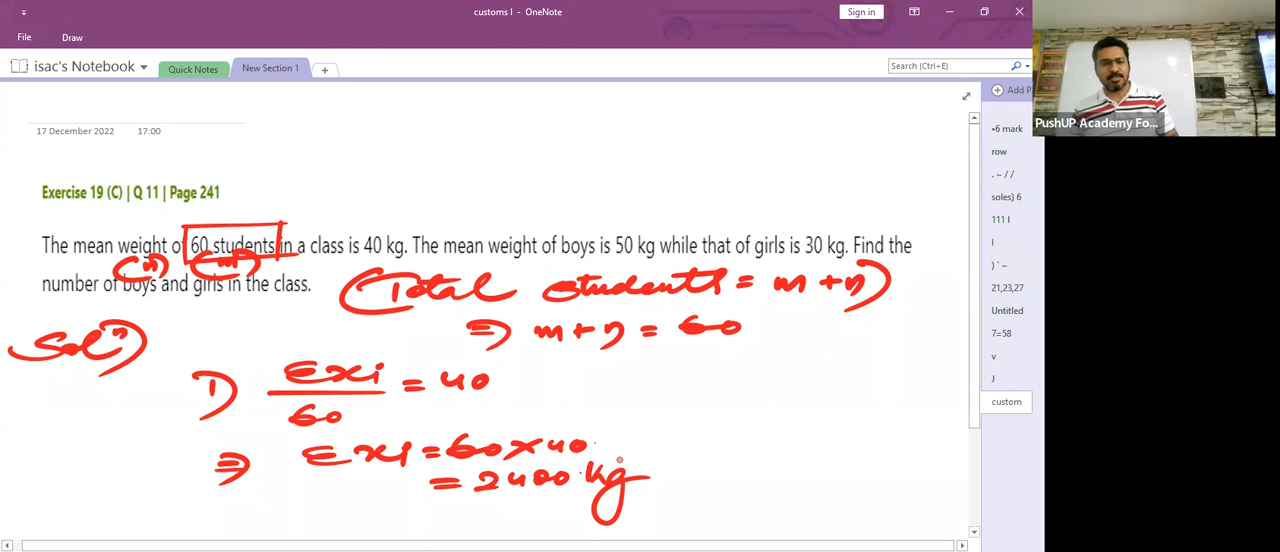 customs I - OneNote
Sign in
File
Draw
isac's Notebook
Quick Notes
New Section 1
+
Search (Ctrl+E)
Add P
17 December 2022
17:00
PushUP Academy Fo...
Exercise 19 (C) | Q 11 | Page 241
The mean weight of 60 students in a class is 40 kg. The mean weight of boys is 50 kg while that of girls is 30 kg. Find the
(n) (m)
number of boys and girls in the class.
(Total students = m + n)
⇒ m + n = 60
Sol n)
1) Σxi / 60 = 40
⇒ Σxi = 60 × 40
= 2400 kg
•6 mark
row
. ~ / /
soles) 6
111 I
I
) ` ~
21,23,27
Untitled
7=58
v
J
custom